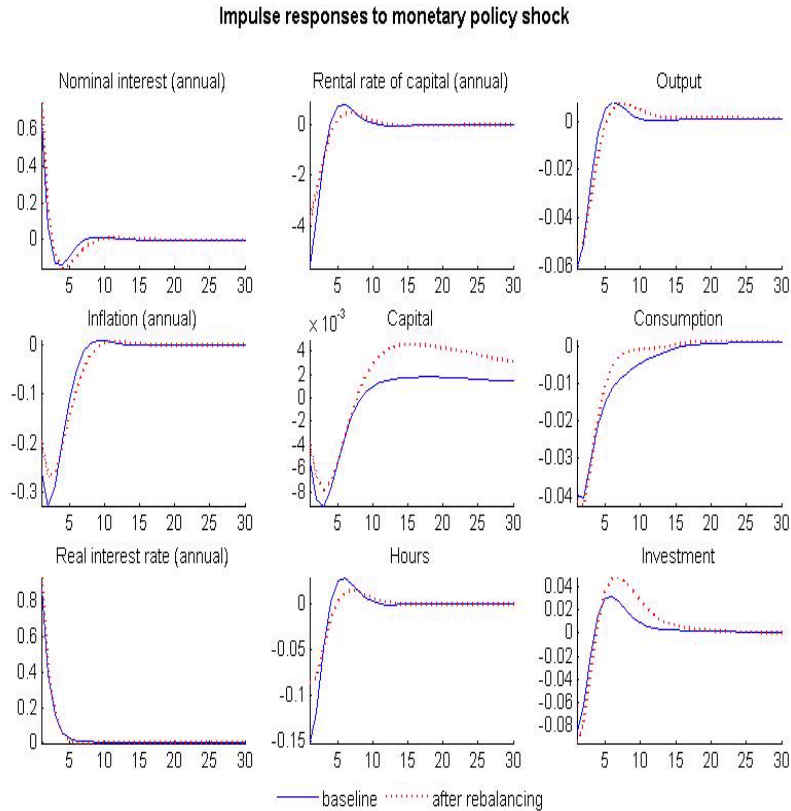 Impulse responses to monetary policy shock
Nominal interest (annual)
0.6
0.4
0.2
0
5 10 15 20 25 30
Rental rate of capital (annual)
0
-2
-4
5 10 15 20 25 30
Output
0
-0.02
-0.04
-0.06
5 10 15 20 25 30
Inflation (annual)
0
-0.1
-0.2
-0.3
5 10 15 20 25 30
Capital
x 10⁻³
4
2
0
-2
-4
-6
-8
5 10 15 20 25 30
Consumption
0
-0.01
-0.02
-0.03
-0.04
5 10 15 20 25 30
Real interest rate (annual)
0.8
0.6
0.4
0.2
0
5 10 15 20 25 30
Hours
0
-0.05
-0.1
-0.15
5 10 15 20 25 30
Investment
0.04
0.02
0
-0.02
-0.04
-0.06
-0.08
5 10 15 20 25 30
baseline after rebalancing